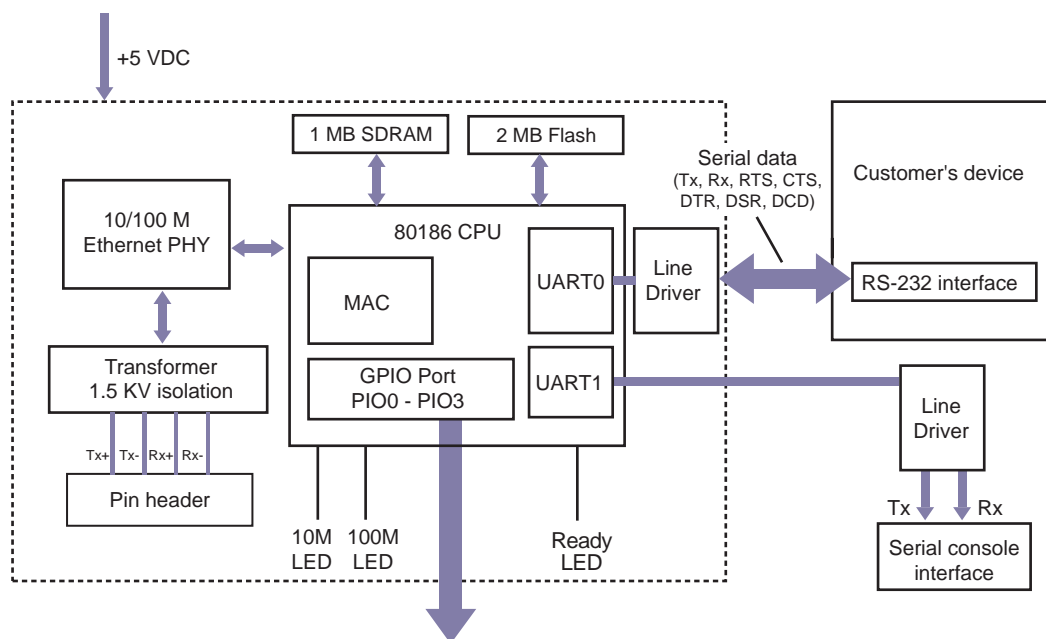 +5 VDC
1 MB SDRAM
2 MB Flash
Serial data
(Tx, Rx, RTS, CTS,
DTR, DSR, DCD)
Customer's device
RS-232 interface
10/100 M
Ethernet PHY
80186 CPU
MAC
UART0
Line
Driver
Transformer
1.5 KV isolation
GPIO Port
PIO0 - PIO3
UART1
Line
Driver
Tx+
Tx-
Rx+
Rx-
Pin header
10M
LED
100M
LED
Ready
LED
Tx
Rx
Serial console
interface